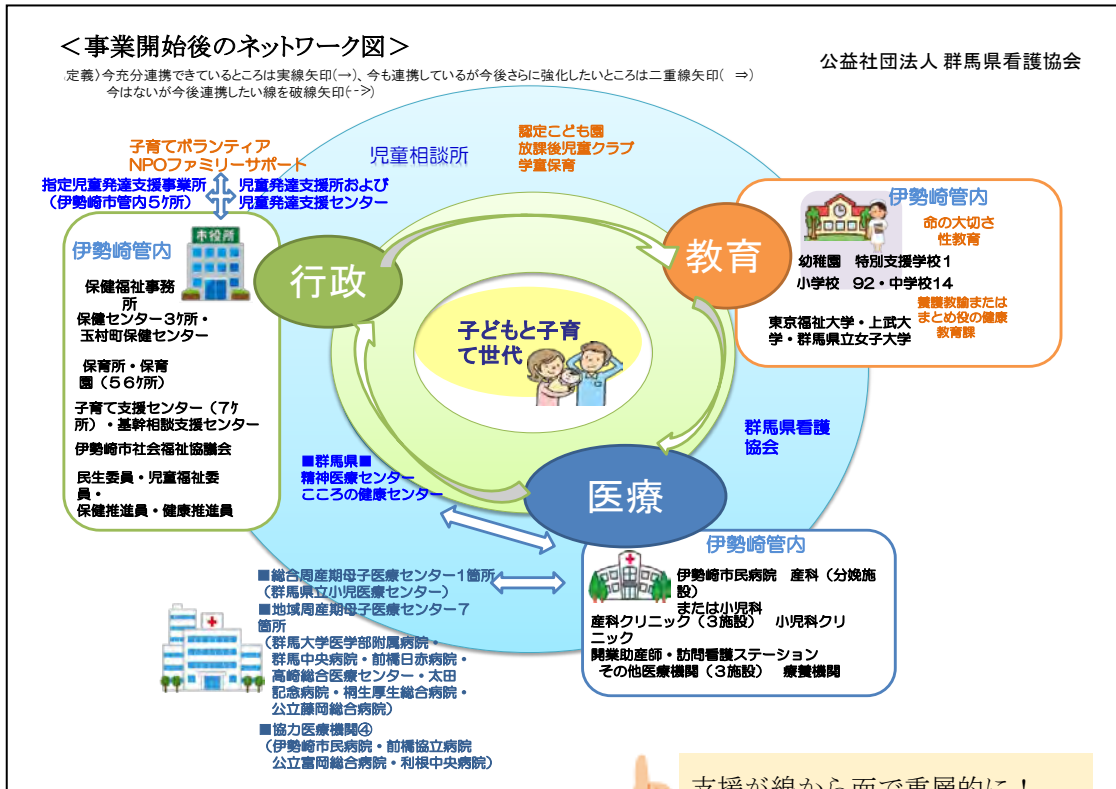 ＜事業開始後のネットワーク図＞
公益社団法人 群馬県看護協会
定義）今充分連携できているところは実線矢印(→)、今も連携しているが今後さらに強化したいところは二重線矢印( ⇒)
今はないが今後連携したい線を破線矢印(-->)
子育てボランティア
NPOファミリーサポート
指定児童発達支援事業所
（伊勢崎市管内５ヶ所）
児童発達支援所および
児童発達支援センター
児童相談所
認定こども園
放課後児童クラブ
学童保育
伊勢崎管内
市役所
保健福祉事務
所
保健センター３ヶ所・
玉村町保健センター
保育所・保育
園（５６ヶ所）
子育て支援センター（７ヶ
所）・基幹相談支援センター
伊勢崎市社会福祉協議会
民生委員・児童福祉委
員・
保健推進員・健康推進員
行政
教育
医療
子どもと子育
て世代
伊勢崎管内
命の大切さ
性教育
幼稚園　特別支援学校1
小学校　92・中学校14
養護教諭または
まとめ役の健康
教育課
東京福祉大学・上武大
学・群馬県立女子大学
群馬県看護
協会
■群馬県■
精神医療センター
こころの健康センター
伊勢崎管内
伊勢崎市民病院　産科（分娩施
設）
または小児科
産科クリニック（３施設）　小児科クリ
ニック
開業助産師・訪問看護ステーション
その他医療機関（３施設）　療養機関
■総合周産期母子医療センター1箇所
（群馬県立小児医療センター）
■地域周産期母子医療センター７
箇所
（群馬大学医学部附属病院・
群馬中央病院・前橋日赤病院・
高崎総合医療センター・太田
記念病院・桐生厚生総合病院・
公立藤岡総合病院）
■協力医療機関④
（伊勢崎市民病院・前橋協立病院
公立富岡総合病院・利根中央病院）
支援が線から面で重層的に！